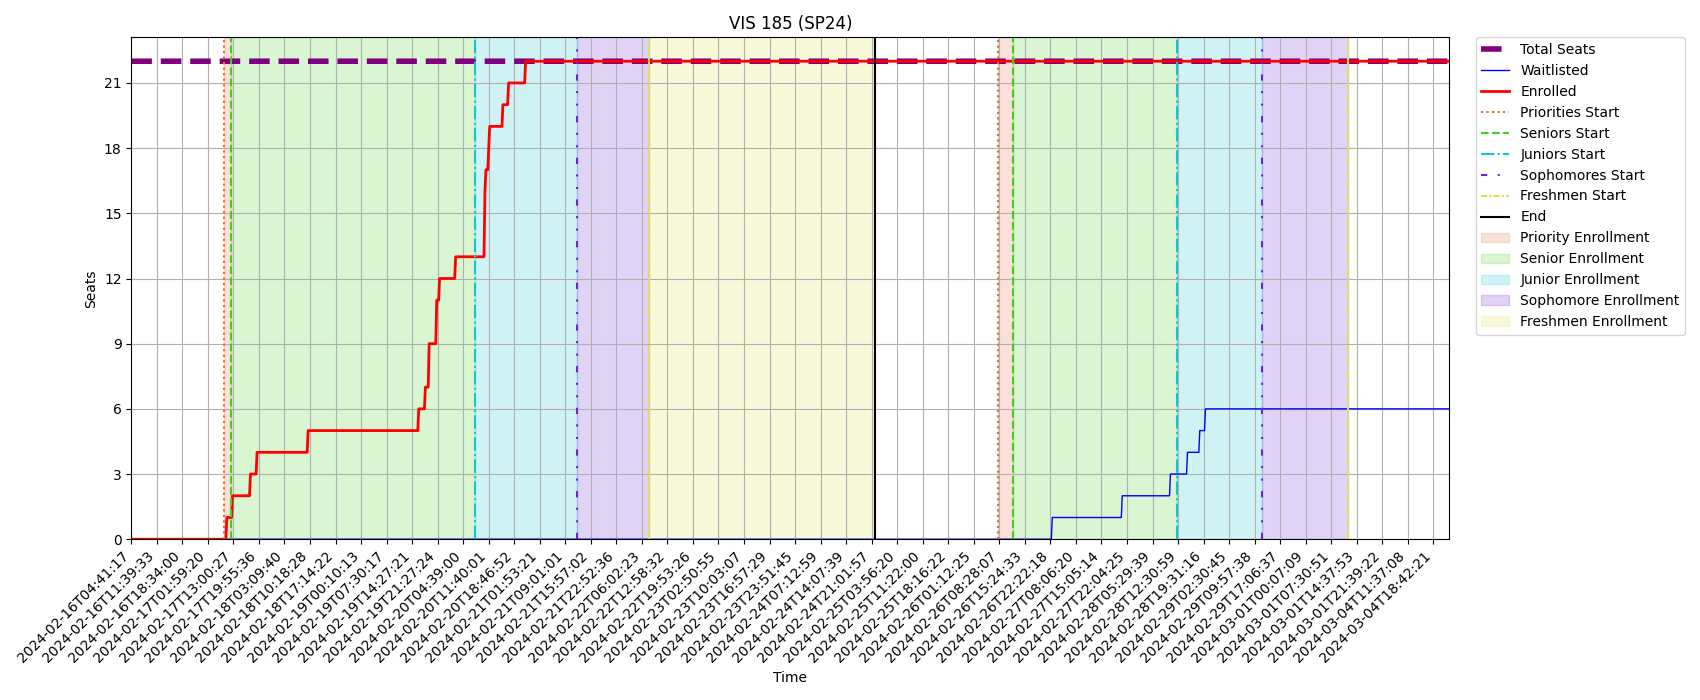 VIS 185 (SP24)
Seats
21
18
15
12
9
6
3
0
2024-02-16T04:41:17
2024-02-16T11:39:33
2024-02-16T18:34:00
2024-02-17T01:59:20
2024-02-17T13:00:27
2024-02-17T19:55:36
2024-02-18T03:09:40
2024-02-18T10:18:28
2024-02-18T17:14:22
2024-02-19T00:10:13
2024-02-19T07:30:17
2024-02-19T14:27:21
2024-02-19T21:27:24
2024-02-20T04:39:00
2024-02-20T11:40:01
2024-02-20T18:46:52
2024-02-21T01:53:21
2024-02-21T09:01:01
2024-02-21T15:57:02
2024-02-21T22:52:36
2024-02-22T06:02:23
2024-02-22T12:58:32
2024-02-22T19:53:26
2024-02-23T02:50:55
2024-02-23T10:03:07
2024-02-23T16:57:29
2024-02-23T23:51:45
2024-02-24T07:12:59
2024-02-24T14:07:39
2024-02-24T21:01:57
2024-02-25T03:56:20
2024-02-25T11:22:00
2024-02-25T18:16:22
2024-02-26T01:12:25
2024-02-26T08:28:07
2024-02-26T15:24:33
2024-02-26T22:22:18
2024-02-27T08:06:20
2024-02-27T15:05:14
2024-02-27T22:04:25
2024-02-28T05:29:39
2024-02-28T12:30:59
2024-02-28T19:31:16
2024-02-29T02:30:45
2024-02-29T09:57:38
2024-02-29T17:06:37
2024-03-01T00:07:09
2024-03-01T07:30:51
2024-03-01T14:37:53
2024-03-01T21:39:22
2024-03-04T11:37:08
2024-03-04T18:42:21
Time
Total Seats
Waitlisted
Enrolled
Priorities Start
Seniors Start
Juniors Start
Sophomores Start
Freshmen Start
End
Priority Enrollment
Senior Enrollment
Junior Enrollment
Sophomore Enrollment
Freshmen Enrollment